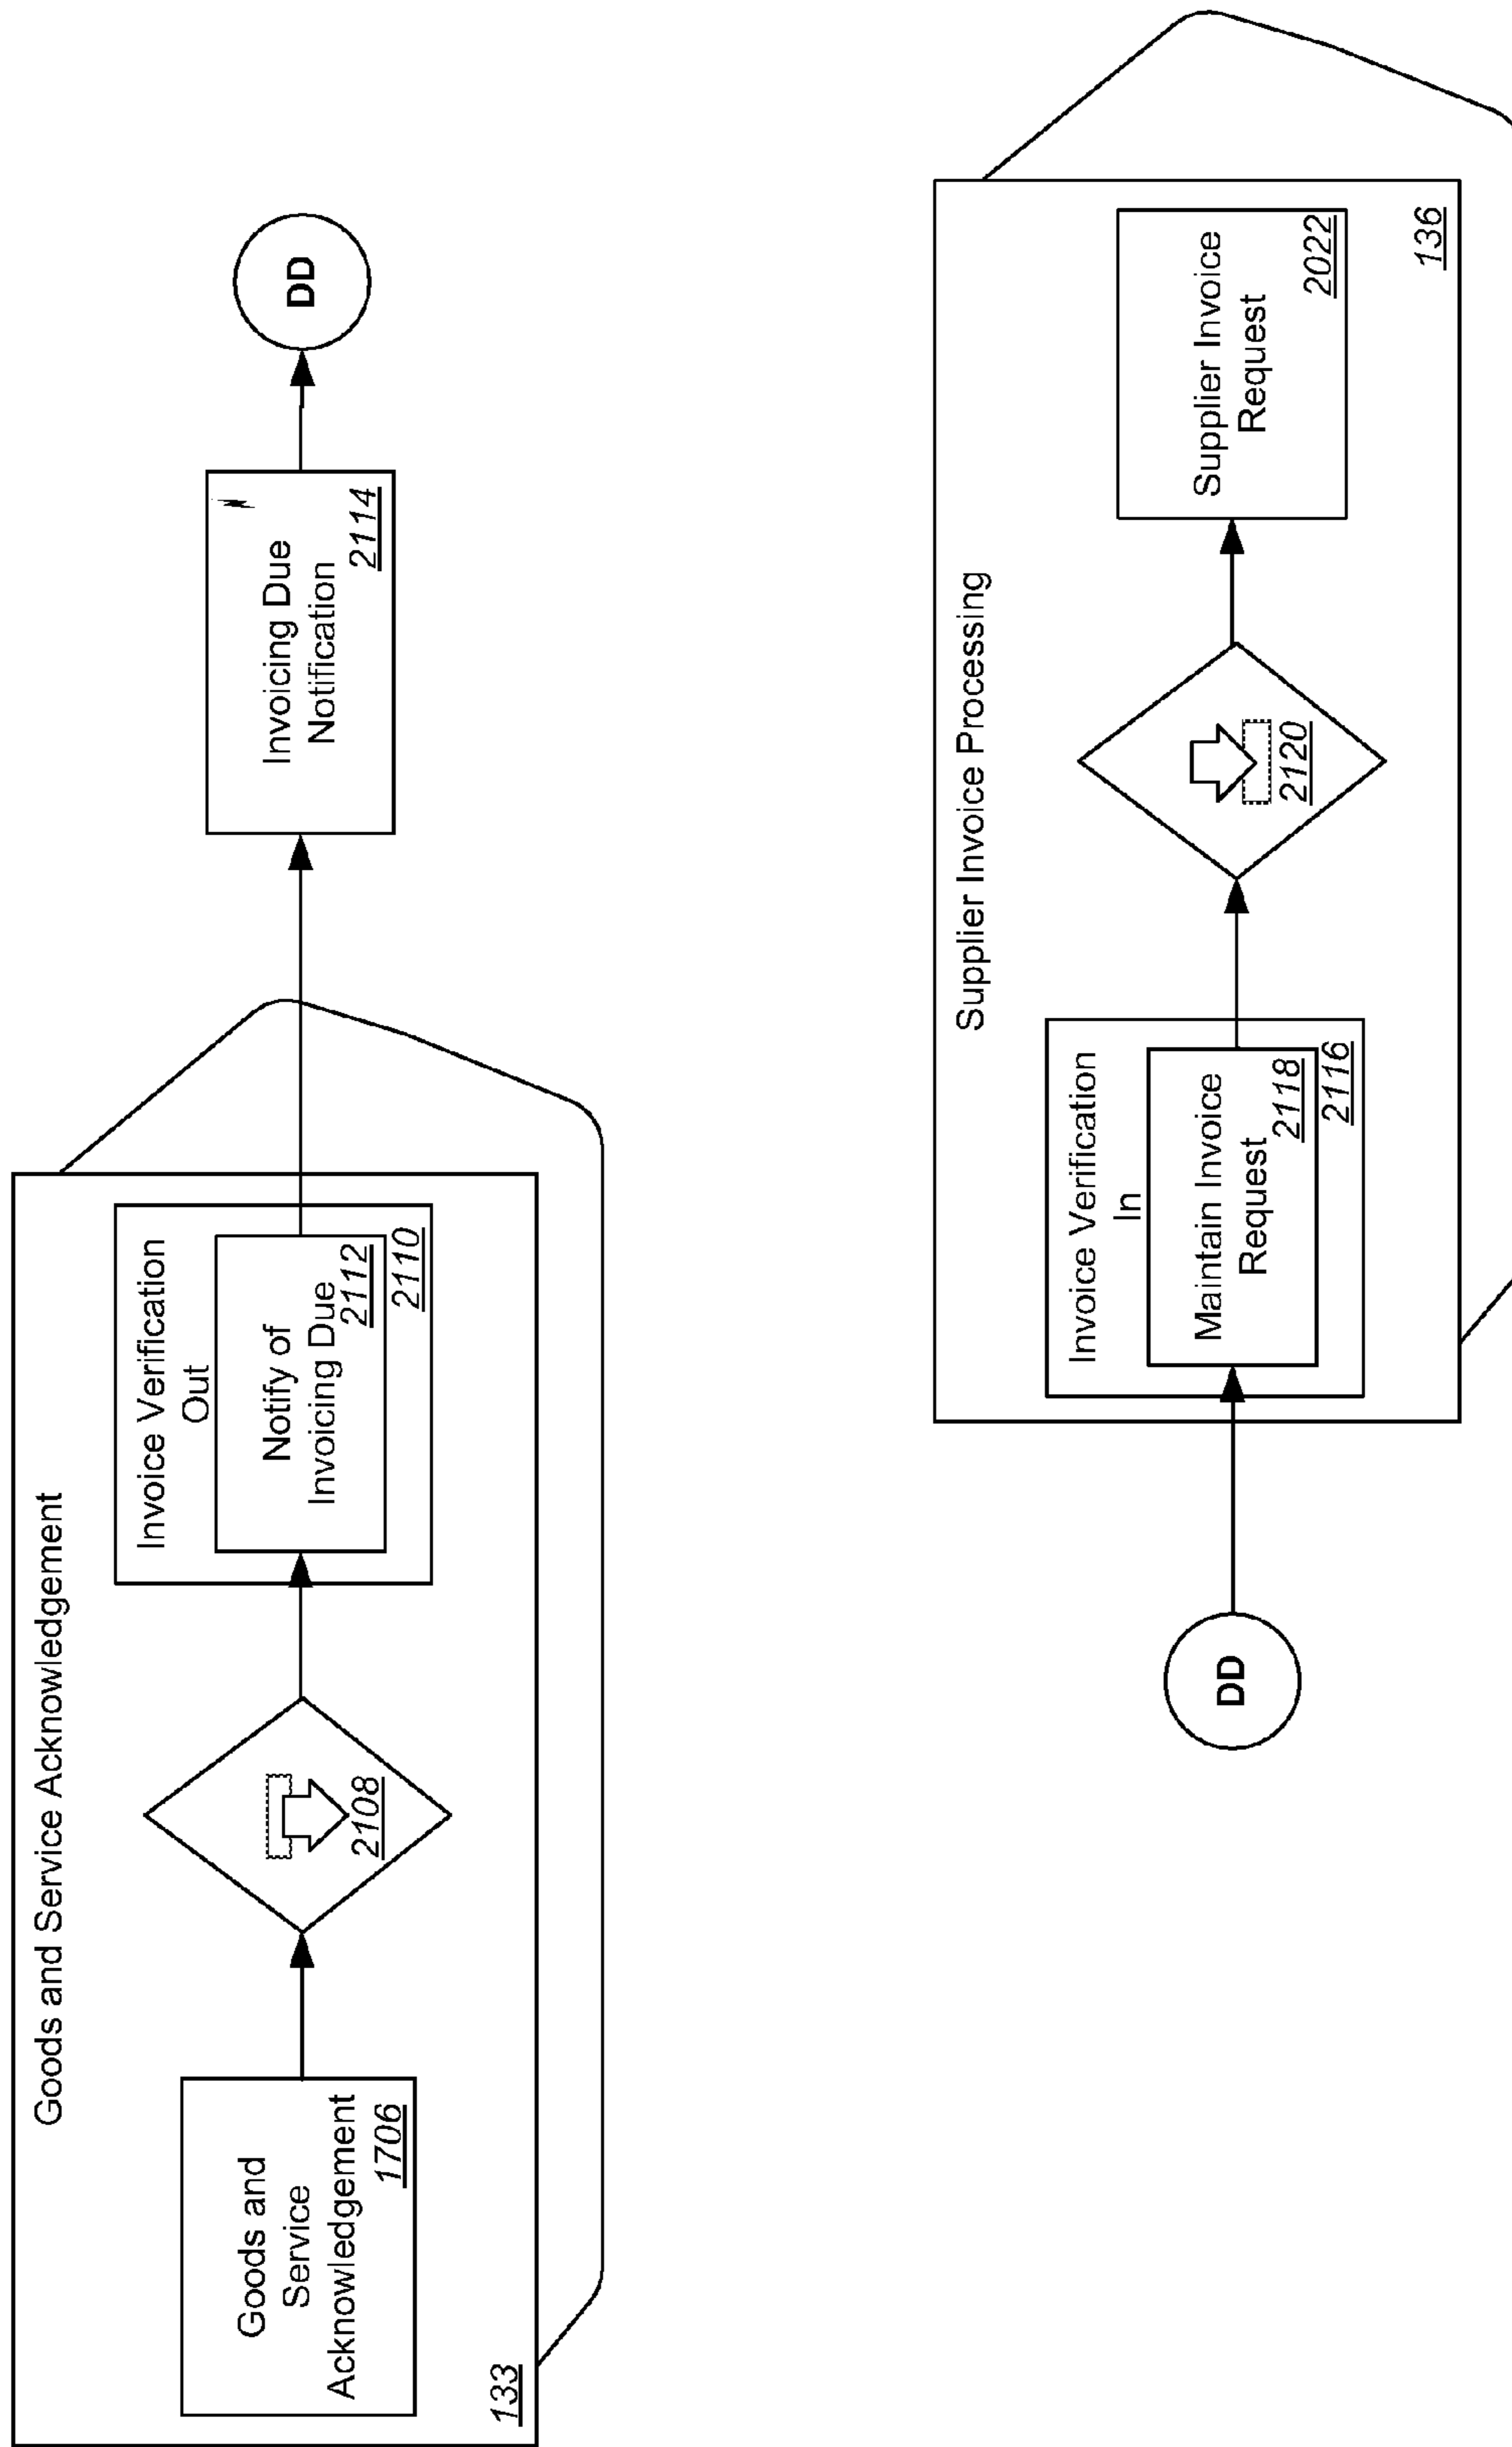 Goods and Service Acknowledgement
Goods and
Service
Acknowledgement
1706
2108
Invoice Verification
Out
Notify of
Invoicing Due
2112
2110
133
Invoicing Due
Notification
2114
DD
DD
Supplier Invoice Processing
Invoice Verification
In
Maintain Invoice
Request
2118
2116
2120
Supplier Invoice
Request
2022
136